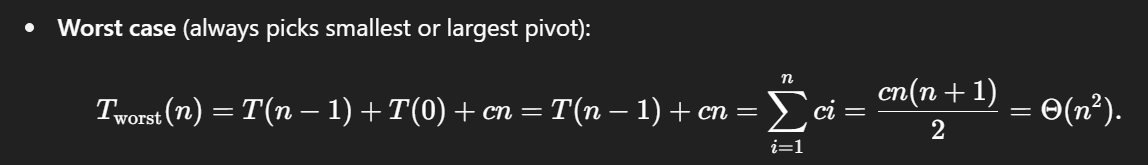 • Worst case (always picks smallest or largest pivot):
T_worst(n) = T(n − 1) + T(0) + cn = T(n − 1) + cn = ∑_{i=1}^{n} ci = cn(n + 1)/2 = Θ(n²).